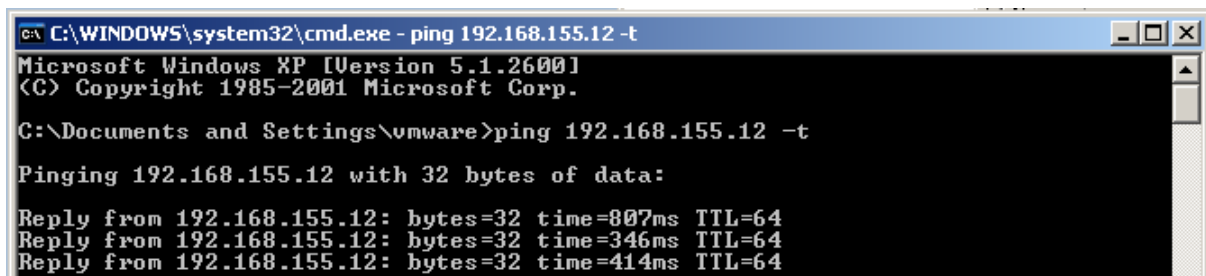 C:\WINDOWS\system32\cmd.exe - ping 192.168.155.12 -t
Microsoft Windows XP [Version 5.1.2600]
(C) Copyright 1985-2001 Microsoft Corp.
C:\Documents and Settings\vmware>ping 192.168.155.12 -t
Pinging 192.168.155.12 with 32 bytes of data:
Reply from 192.168.155.12: bytes=32 time=807ms TTL=64
Reply from 192.168.155.12: bytes=32 time=346ms TTL=64
Reply from 192.168.155.12: bytes=32 time=414ms TTL=64